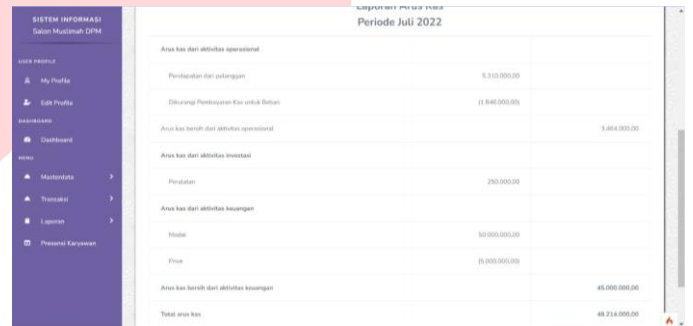 SISTEM INFORMASI
Salon Muslimah DPM
USER PROFILE
My Profile
Edit Profile
DASHBOARD
Dashboard
MENU
Masterdata
Transaksi
Laporan
Presensi Karyawan
Laporan Arus Kas
Periode Juli 2022
Arus kas dari aktivitas operasional
Pendapatan dari pelanggan 5.310.000,00
Dikurangi Pembayaran Kas untuk Beban (1.846.000,00)
Arus kas bersih dari aktivitas operasional 3.464.000,00
Arus kas dari aktivitas investasi
Peralatan 250.000,00
Arus kas dari aktivitas keuangan
Modal 50.000.000,00
Prive (5.000.000,00)
Arus kas bersih dari aktivitas keuangan 45.000.000,00
Total arus kas 48.214.000,00